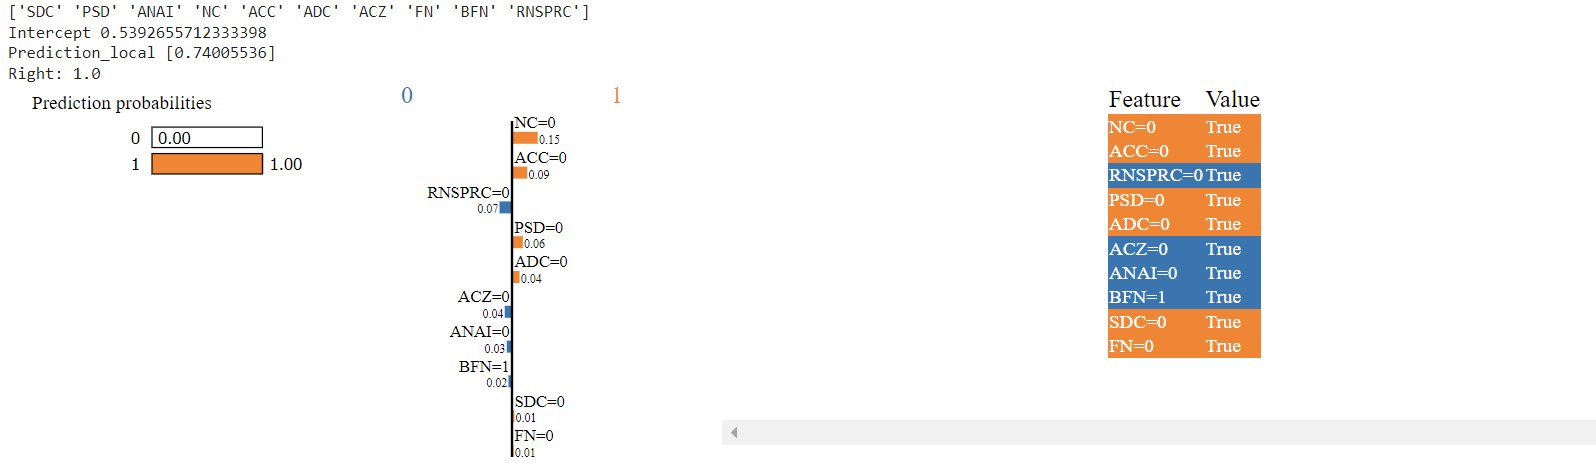 ['SDC' 'PSD' 'ANAI' 'NC' 'ACC' 'ADC' 'ACZ' 'FN' 'BFN' 'RNSPRC']
Intercept 0.5392655712333398
Prediction_local [0.74005536]
Right: 1.0
Prediction probabilities
0 0.00
1 1.00
0 1
NC=0
0.15
ACC=0
0.09
RNSPRC=0
0.07
PSD=0
0.06
ADC=0
0.04
ACZ=0
0.04
ANAI=0
0.03
BFN=1
0.02
SDC=0
0.01
FN=0
0.01
Feature Value
NC=0 True
ACC=0 True
RNSPRC=0 True
PSD=0 True
ADC=0 True
ACZ=0 True
ANAI=0 True
BFN=1 True
SDC=0 True
FN=0 True